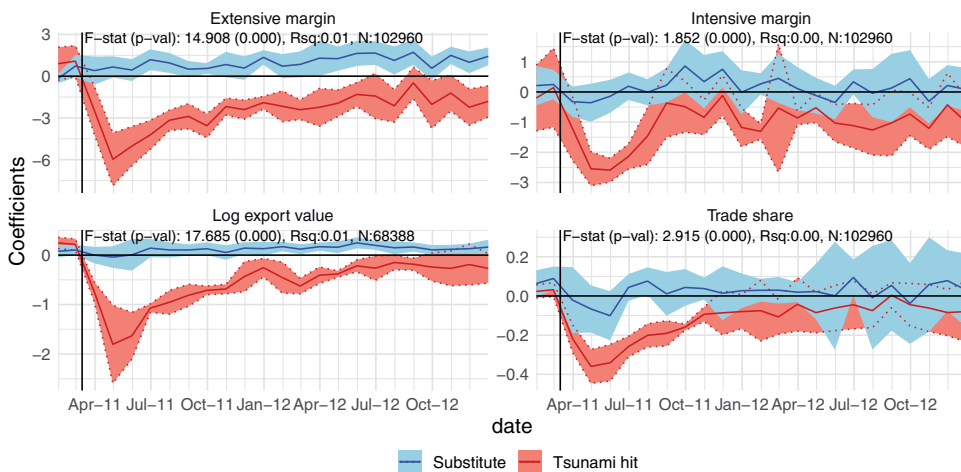 Extensive margin
F-stat (p-val): 14.908 (0.000), Rsq:0.01, N:102960
3
0
−3
−6
Intensive margin
F-stat (p-val): 1.852 (0.000), Rsq:0.00, N:102960
1
0
−1
−2
−3
Log export value
F-stat (p-val): 17.685 (0.000), Rsq:0.01, N:68388
0
−1
−2
Apr−11 Jul−11 Oct−11 Jan−12 Apr−12 Jul−12 Oct−12
Trade share
F-stat (p-val): 2.915 (0.000), Rsq:0.00, N:102960
0.2
0.0
−0.2
−0.4
Apr−11 Jul−11 Oct−11 Jan−12 Apr−12 Jul−12 Oct−12
Coefficients
date
Substitute Tsunami hit